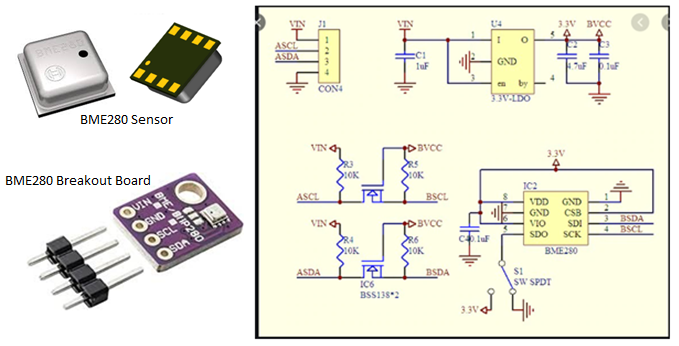 BME280
BME280 Sensor
BME280 Breakout Board
VIN
GND
SCL
SDA
BME/BMP280
VIN
J1
ASCL
ASDA
1
2
3
4
CON4
VIN
C1
1uF
U4
1
I
O
5
2
GND
3
en
by
4
3.3V-LDO
3.3V
BVCC
C2
4.7uF
C3
0.1uF
VIN
BVCC
R3
10K
R5
10K
ASCL
BSCL
VIN
BVCC
R4
10K
R6
10K
ASDA
BSDA
IC6
BSS138*2
3.3V
IC2
8
VDD
GND
1
7
GND
CSB
2
6
VIO
SDI
3
BSDA
5
SDO
SCK
4
BSCL
BME280
C4
0.1uF
S1
SW SPDT
3.3V